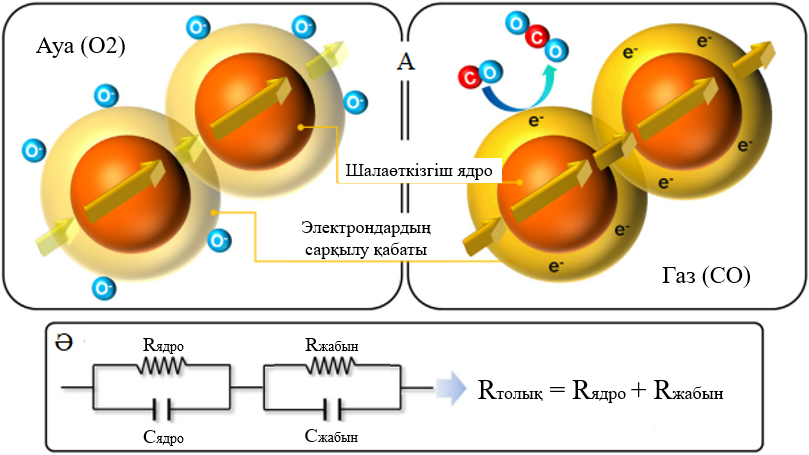 Ауа (O2)
O⁻
O⁻
O⁻
O⁻
O⁻
O⁻
O⁻
O⁻
А
C
O
O
C
O
e⁻
e⁻
e⁻
e⁻
e⁻
e⁻
e⁻
e⁻
Шалаөткізгіш ядро
Электрондардың
сарқылу қабаты
Газ (CO)
Ә
Rядро
Rжабын
Cядро
Cжабын
Rтолық = Rядро + Rжабын